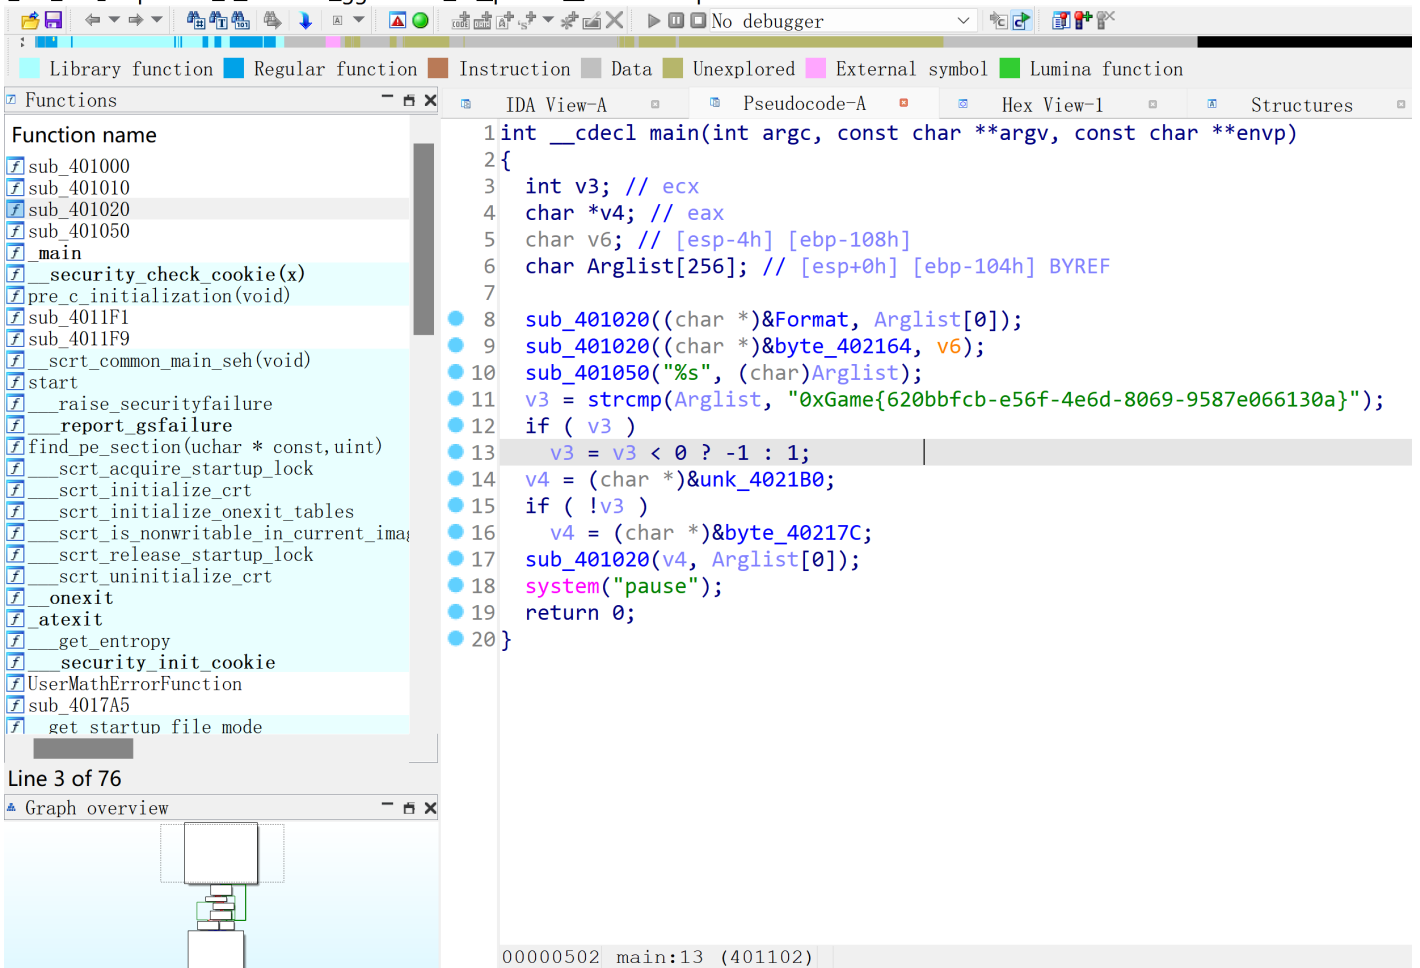 No debugger
Library function Regular function Instruction Data Unexplored External symbol Lumina function
Functions
Function name
sub_401000
sub_401010
sub_401020
sub_401050
_main
__security_check_cookie(x)
pre_c_initialization(void)
sub_4011F1
sub_4011F9
__scrt_common_main_seh(void)
start
___raise_securityfailure
___report_gsfailure
find_pe_section(uchar * const,uint)
___scrt_acquire_startup_lock
___scrt_initialize_crt
___scrt_initialize_onexit_tables
___scrt_is_nonwritable_in_current_imag
___scrt_release_startup_lock
___scrt_uninitialize_crt
__onexit
_atexit
___get_entropy
___security_init_cookie
UserMathErrorFunction
sub_4017A5
get_startup_file_mode
Line 3 of 76
Graph overview
IDA View-A Pseudocode-A Hex View-1 Structures
1 int __cdecl main(int argc, const char **argv, const char **envp)
2 {
3 int v3; // ecx
4 char *v4; // eax
5 char v6; // [esp-4h] [ebp-108h]
6 char Arglist[256]; // [esp+0h] [ebp-104h] BYREF
7
8 sub_401020((char *)&Format, Arglist[0]);
9 sub_401020((char *)&byte_402164, v6);
10 sub_401050("%s", (char)Arglist);
11 v3 = strcmp(Arglist, "0xGame{620bbfcb-e56f-4e6d-8069-9587e066130a}");
12 if ( v3 )
13 v3 = v3 < 0 ? -1 : 1;
14 v4 = (char *)&unk_4021B0;
15 if ( !v3 )
16 v4 = (char *)&byte_40217C;
17 sub_401020(v4, Arglist[0]);
18 system("pause");
19 return 0;
20 }
00000502 main:13 (401102)